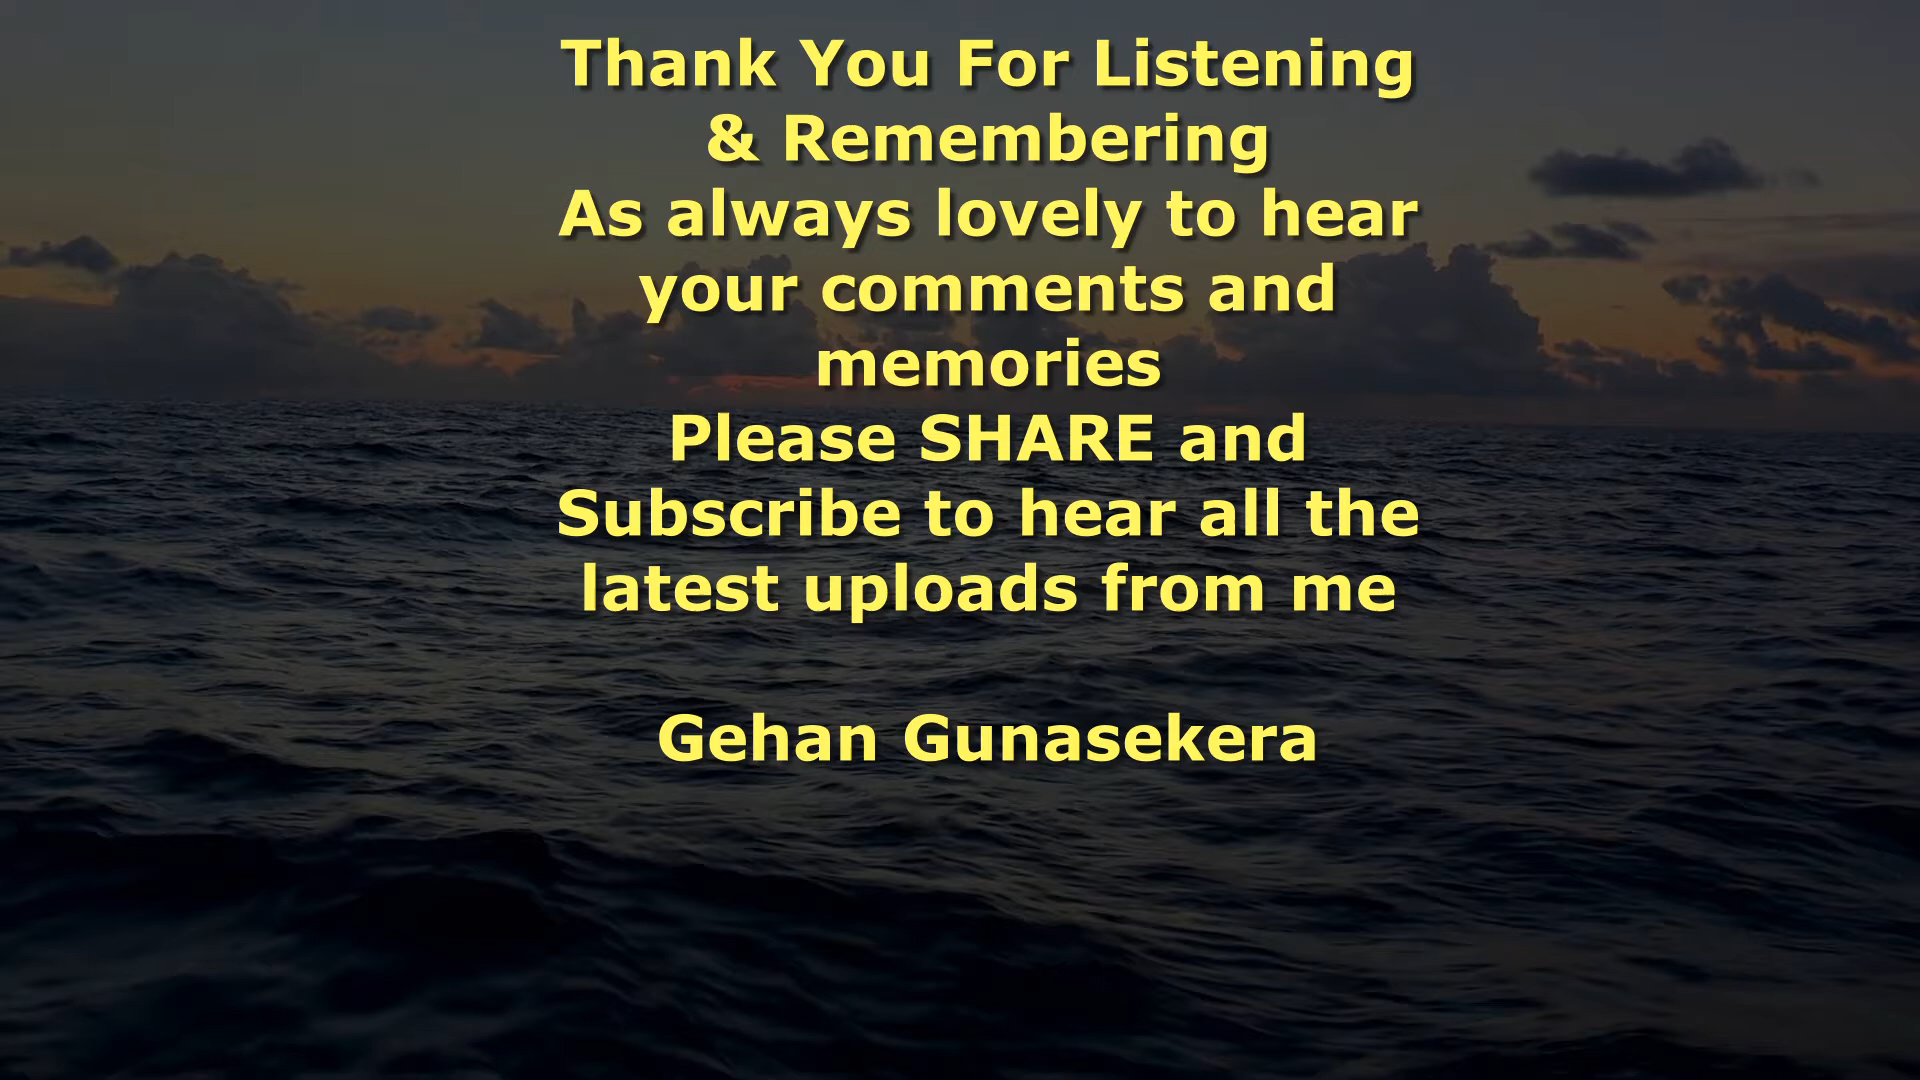 Thank You For Listening
& Remembering
As always lovely to hear
your comments and
memories
Please SHARE and
Subscribe to hear all the
latest uploads from me
Gehan Gunasekera